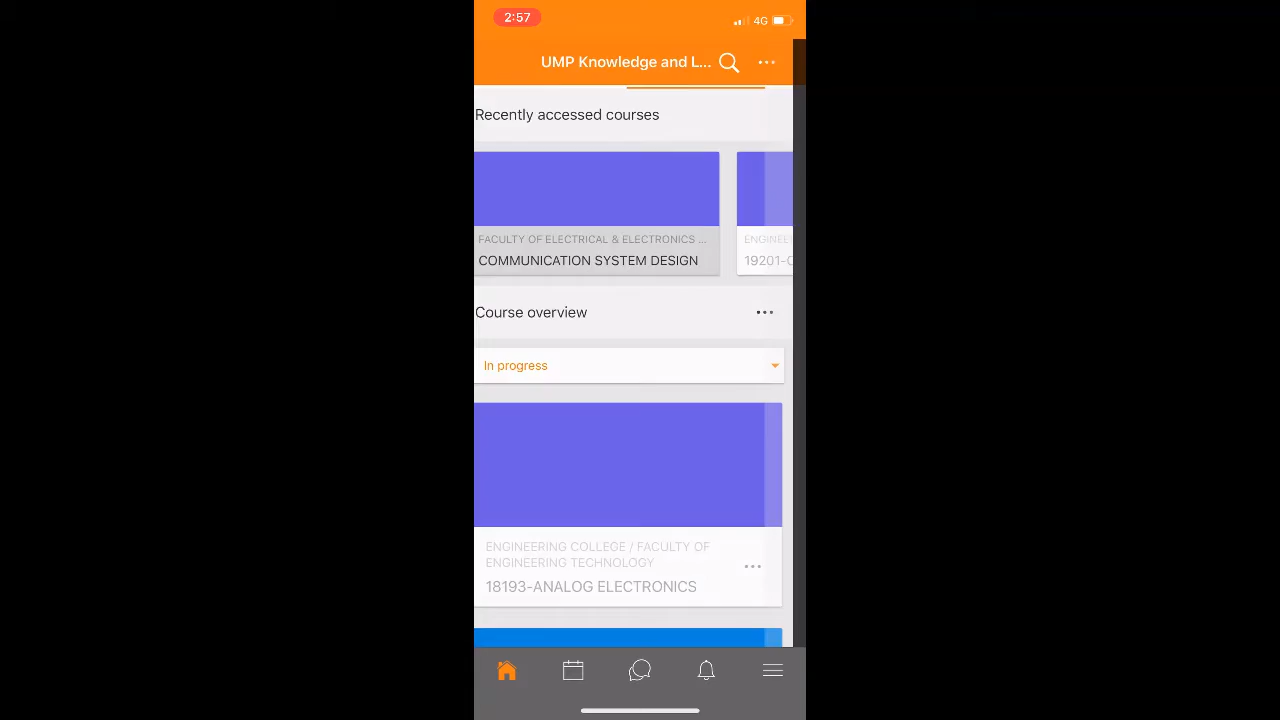 2:57
4G
UMP Knowledge and L...
Recently accessed courses
FACULTY OF ELECTRICAL & ELECTRONICS ...
COMMUNICATION SYSTEM DESIGN
ENGINEE
19201-C
Course overview
In progress
ENGINEERING COLLEGE / FACULTY OF
ENGINEERING TECHNOLOGY
18193-ANALOG ELECTRONICS